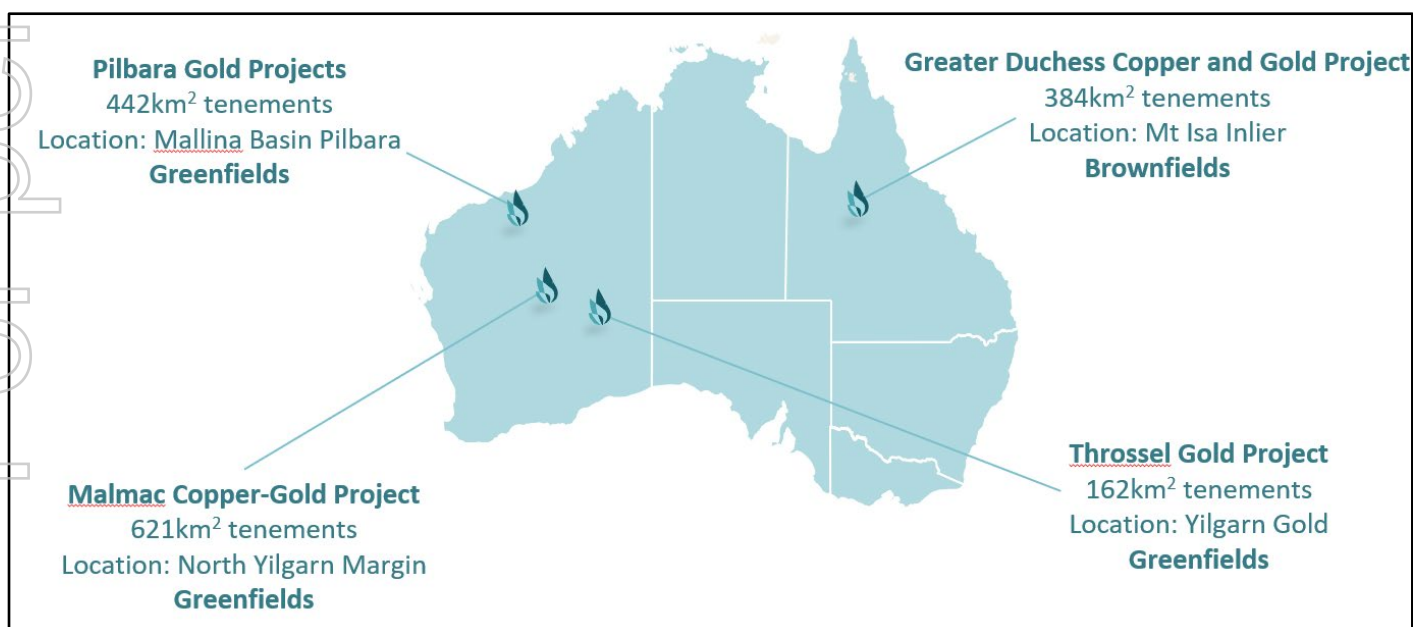 Pilbara Gold Projects
442km² tenements
Location: Mallina Basin Pilbara
Greenfields
Greater Duchess Copper and Gold Project
384km² tenements
Location: Mt Isa Inlier
Brownfields
Malmac Copper-Gold Project
621km² tenements
Location: North Yilgarn Margin
Greenfields
Throssel Gold Project
162km² tenements
Location: Yilgarn Gold
Greenfields